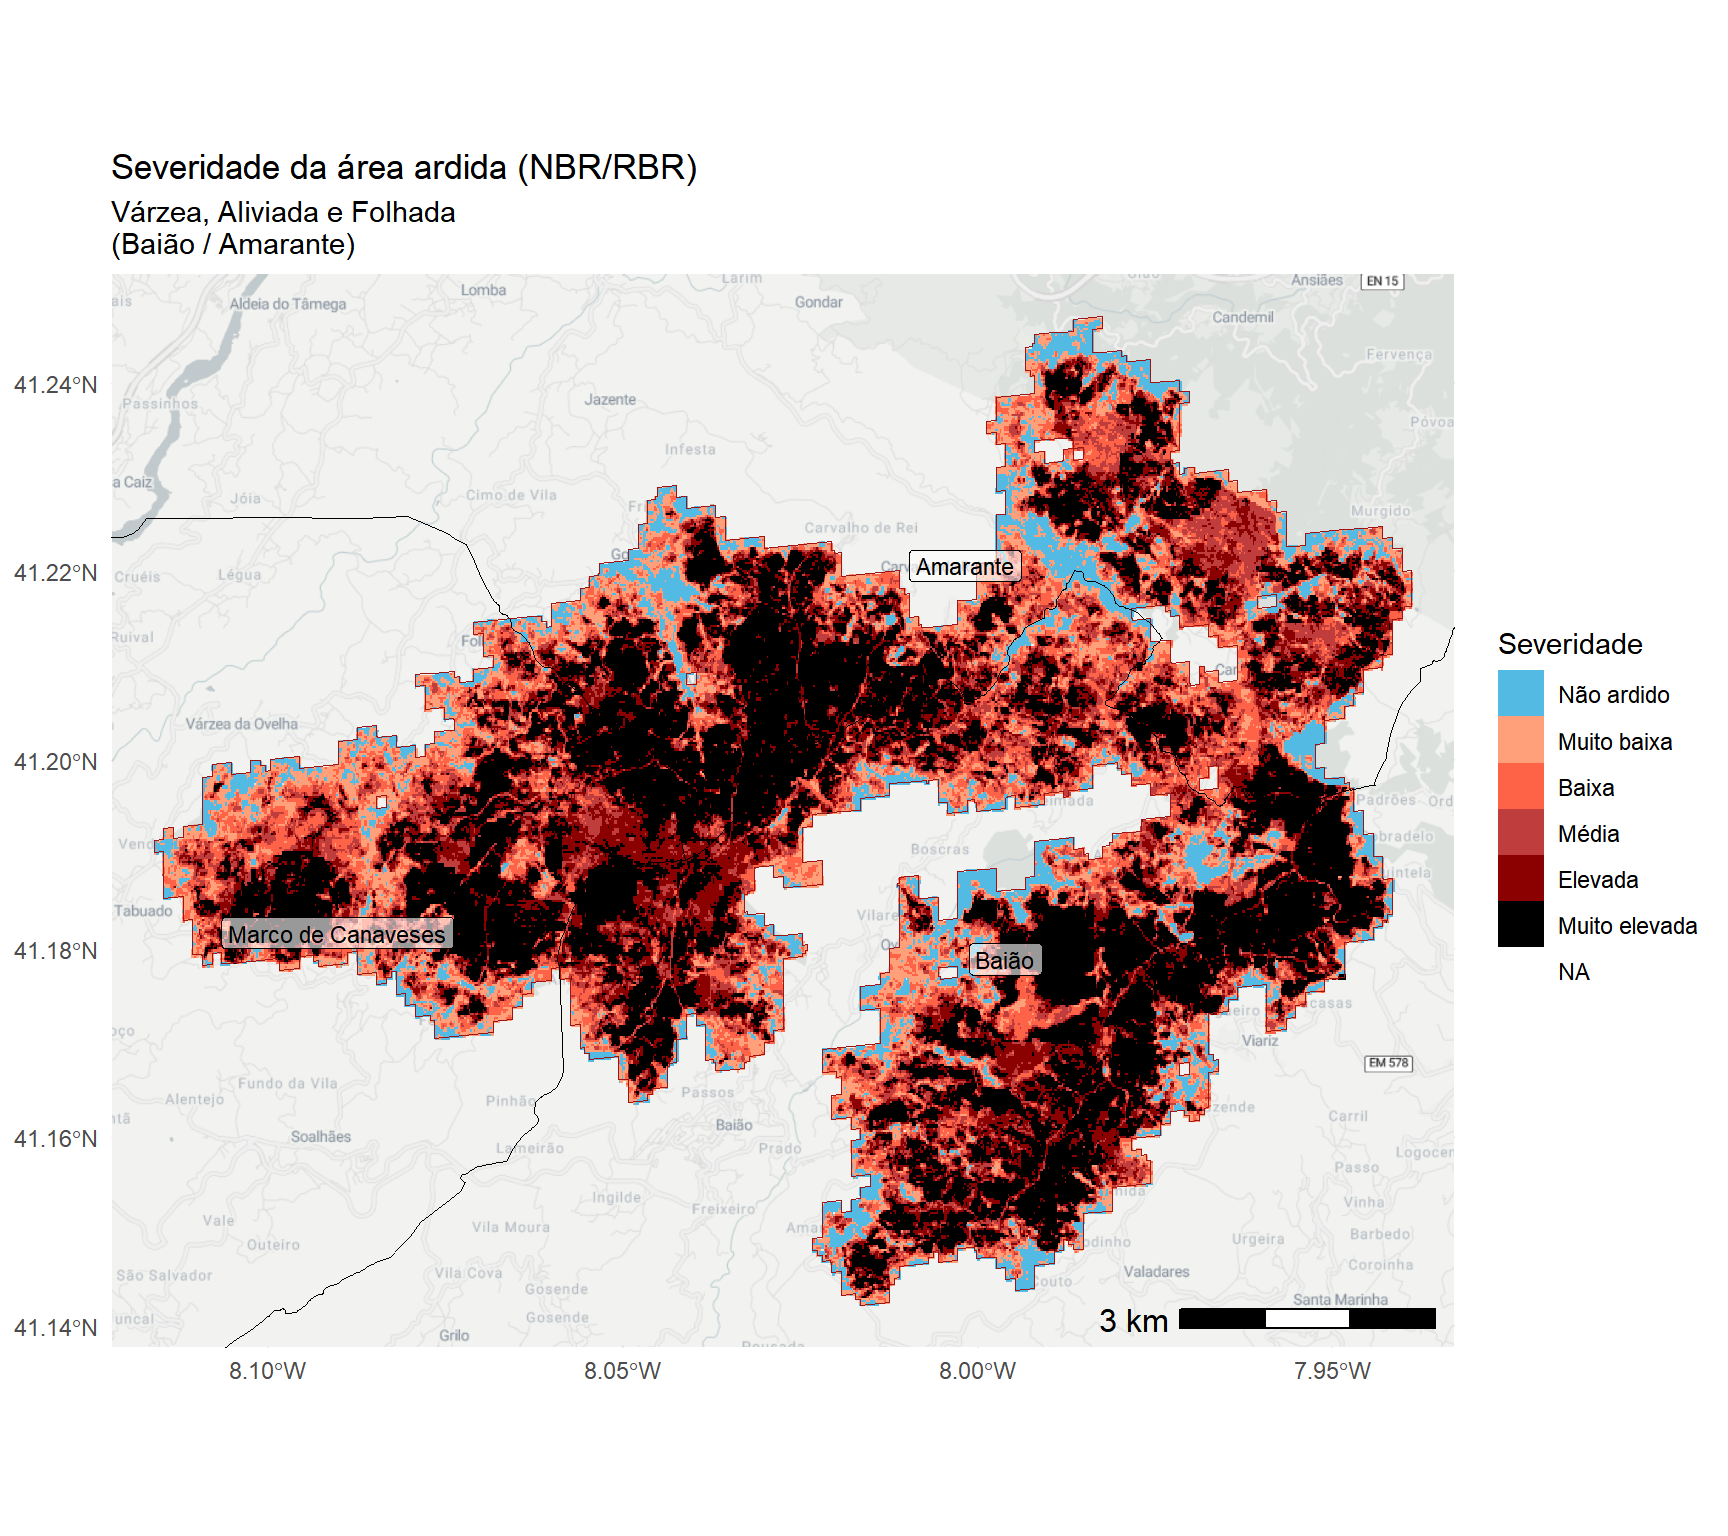 Severidade da área ardida (NBR/RBR)
Várzea, Aliviada e Folhada
(Baião / Amarante)
Larim
Ansiães
EN 15
Lomba
Aldeia do Tâmega
Gondar
Candemil
Fervença
41.24°N
Passinhos
Jazente
Póvoa
Infesta
a Caiz
Jóia
Cimo de Vila
Murgido
Carvalho de Rei
41.22°N
Cruéis
Légua
Amarante
Ruival
Severidade
Não ardido
Várzea da Ovelha
Muito baixa
41.20°N
Baixa
Padrões
Média
Boscras
Elevada
Tabuado
Muito elevada
Marco de Canaveses
41.18°N
Baião
NA
Viariz
EM 578
Fundo da Vila
Alentejo
Pinhão
Passos
Carril
Baião
Soalhães
41.16°N
Lameirão
Prado
Passo
Ingilde
Vinha
Freixeiro
Vale
Vila Moura
Urgeira
Barbedo
Outeiro
Coroinha
São Salvador
Vila Cova
Valadares
Gosende
Couto
Santa Marinha
Gosende
3 km
41.14°N
Grilo
8.10°W
8.05°W
8.00°W
7.95°W